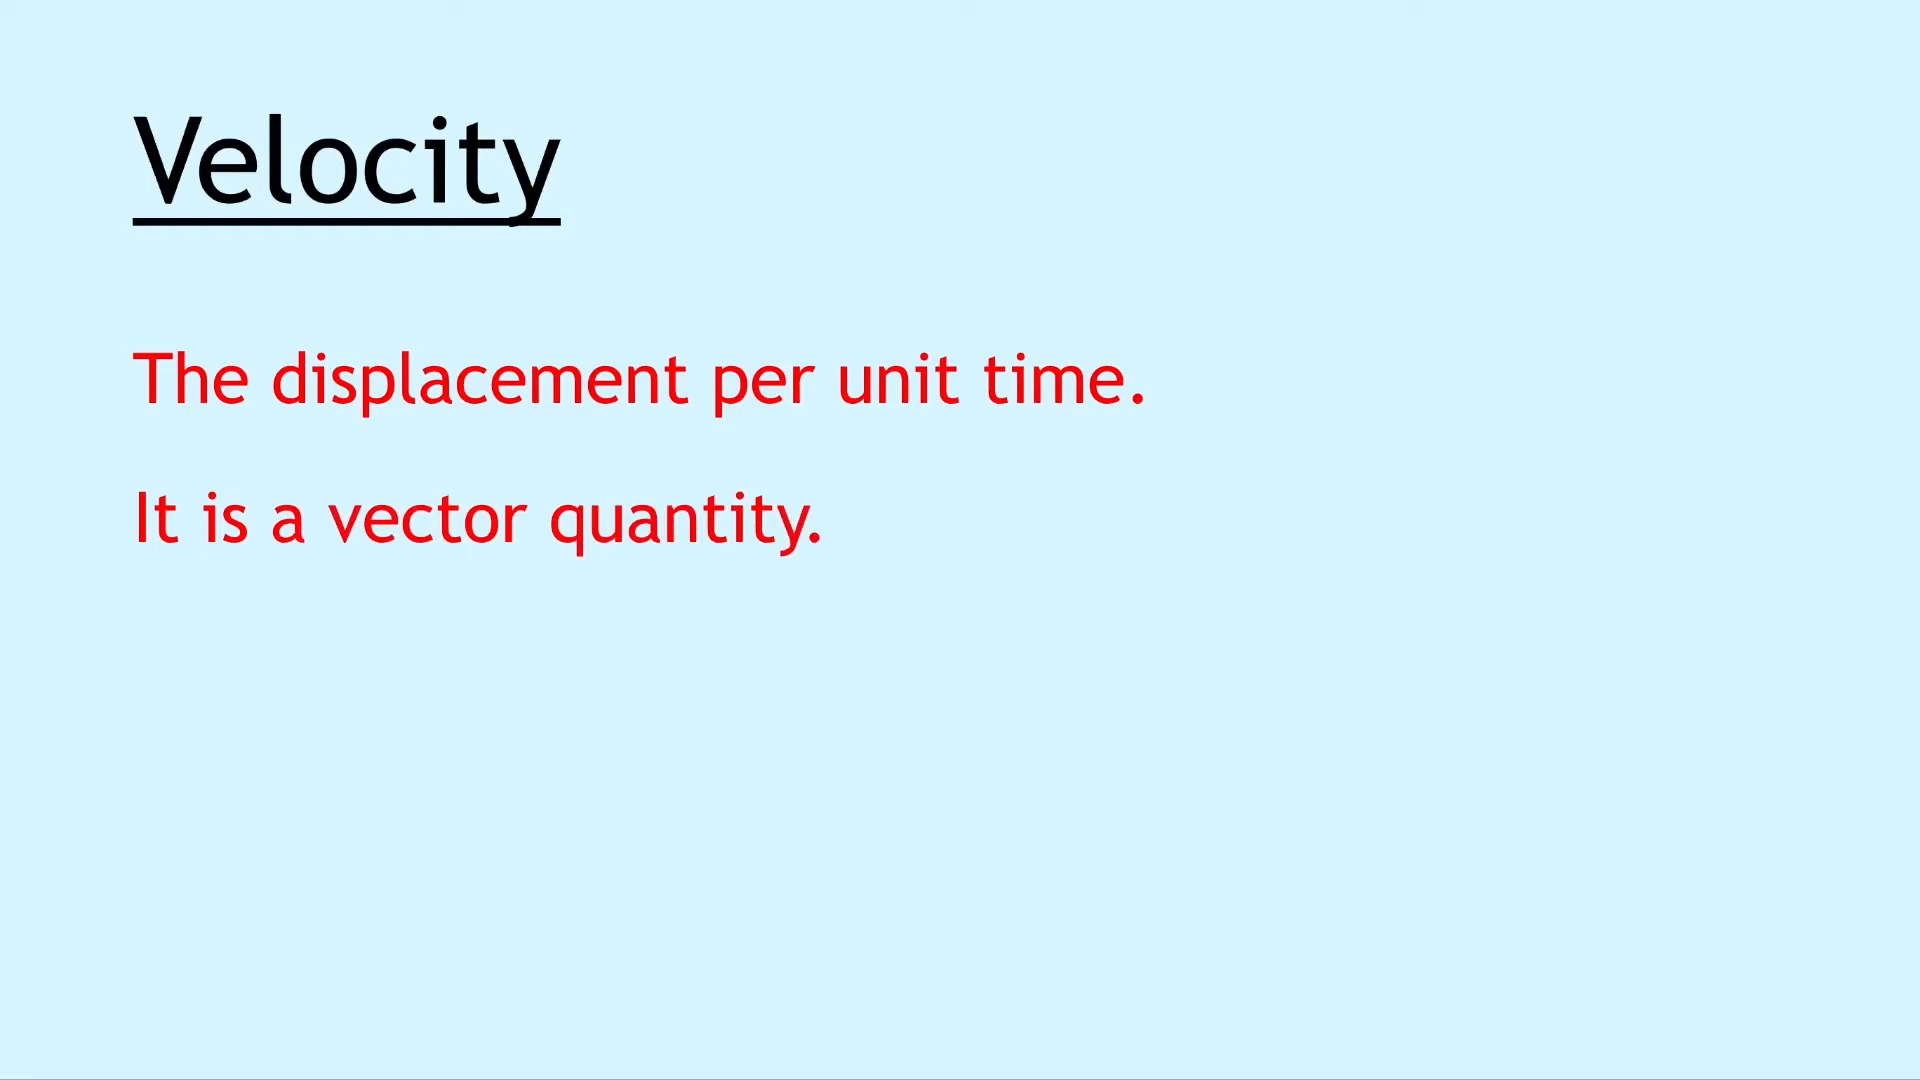 Velocity
The displacement per unit time.
It is a vector quantity.